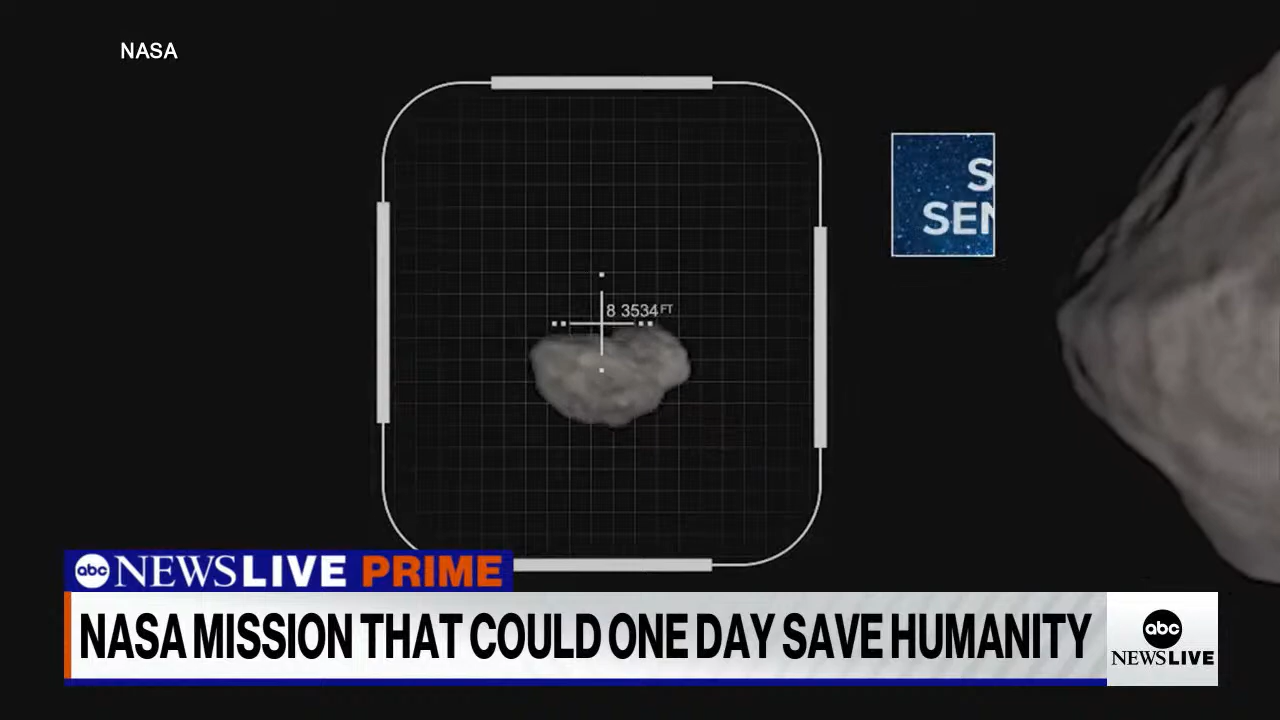 NASA
S
SEN
8 3534 FT
abc NEWS LIVE PRIME
NASA MISSION THAT COULD ONE DAY SAVE HUMANITY
abc
NEWS LIVE